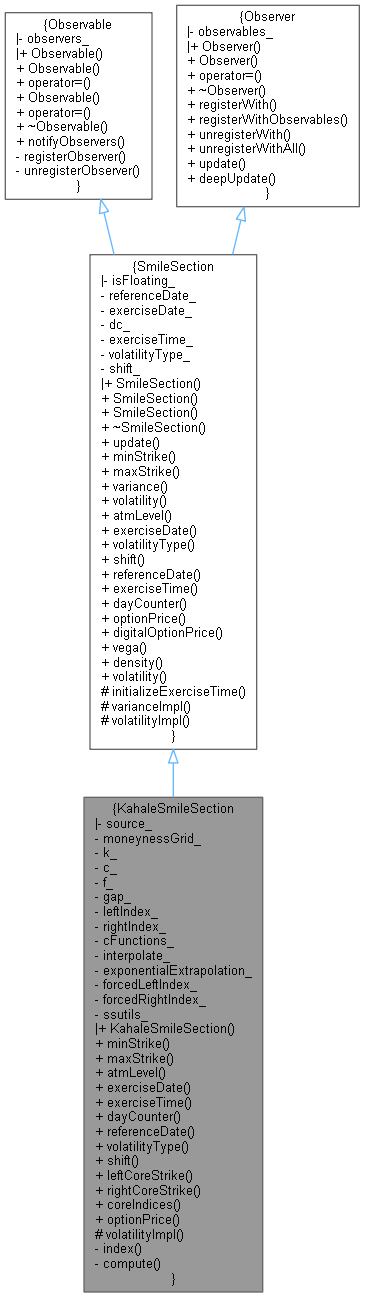 {Observable
|- observers_
|+ Observable()
+ Observable()
+ operator=()
+ Observable()
+ operator=()
+ ~Observable()
+ notifyObservers()
- registerObserver()
- unregisterObserver()
}
{Observer
|- observables_
|+ Observer()
+ Observer()
+ operator=()
+ ~Observer()
+ registerWith()
+ registerWithObservables()
+ unregisterWith()
+ unregisterWithAll()
+ update()
+ deepUpdate()
}
{SmileSection
|- isFloating_
- referenceDate_
- exerciseDate_
- dc_
- exerciseTime_
- volatilityType_
- shift_
|+ SmileSection()
+ SmileSection()
+ SmileSection()
+ ~SmileSection()
+ update()
+ minStrike()
+ maxStrike()
+ variance()
+ volatility()
+ atmLevel()
+ exerciseDate()
+ volatilityType()
+ shift()
+ referenceDate()
+ exerciseTime()
+ dayCounter()
+ optionPrice()
+ digitalOptionPrice()
+ vega()
+ density()
+ volatility()
# initializeExerciseTime()
# varianceImpl()
# volatilityImpl()
}
{KahaleSmileSection
|- source_
- moneynessGrid_
- k_
- c_
- f_
- gap_
- leftIndex_
- rightIndex_
- cFunctions_
- interpolate_
- exponentialExtrapolation_
- forcedLeftIndex_
- forcedRightIndex_
- ssutils_
|+ KahaleSmileSection()
+ minStrike()
+ maxStrike()
+ atmLevel()
+ exerciseDate()
+ exerciseTime()
+ dayCounter()
+ referenceDate()
+ volatilityType()
+ shift()
+ leftCoreStrike()
+ rightCoreStrike()
+ coreIndices()
+ optionPrice()
# volatilityImpl()
- index()
- compute()
}